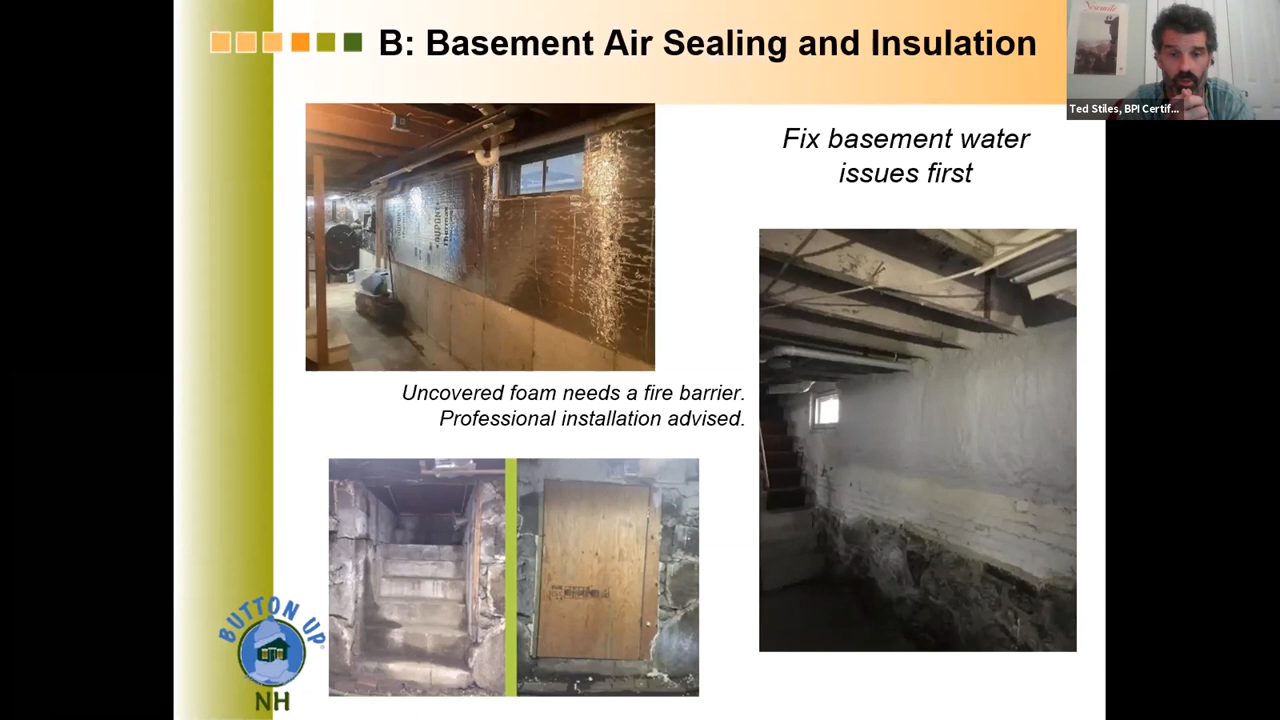 B: Basement Air Sealing and Insulation
Ted Stiles, BPI Certif...
Fix basement water
issues first
Uncovered foam needs a fire barrier.
Professional installation advised.
BUTTON UP
NH